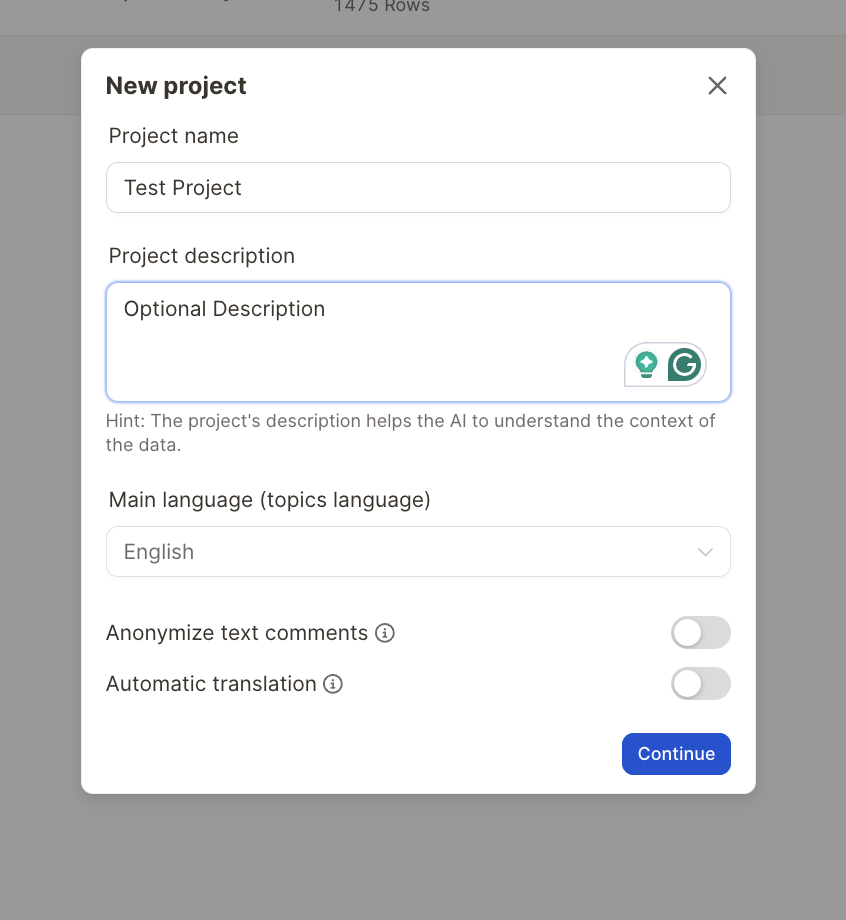 1475 Rows
New project
Project name
Test Project
Project description
Optional Description
Hint: The project's description helps the AI to understand the context of
the data.
Main language (topics language)
English
Anonymize text comments
Automatic translation
Continue